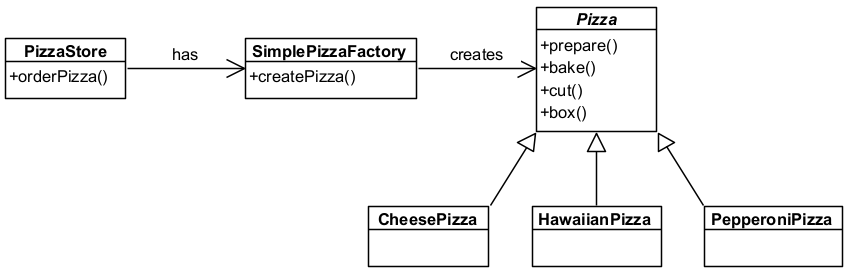 PizzaStore
+orderPizza()
has
SimplePizzaFactory
+createPizza()
creates
Pizza
+prepare()
+bake()
+cut()
+box()
CheesePizza
HawaiianPizza
PepperoniPizza